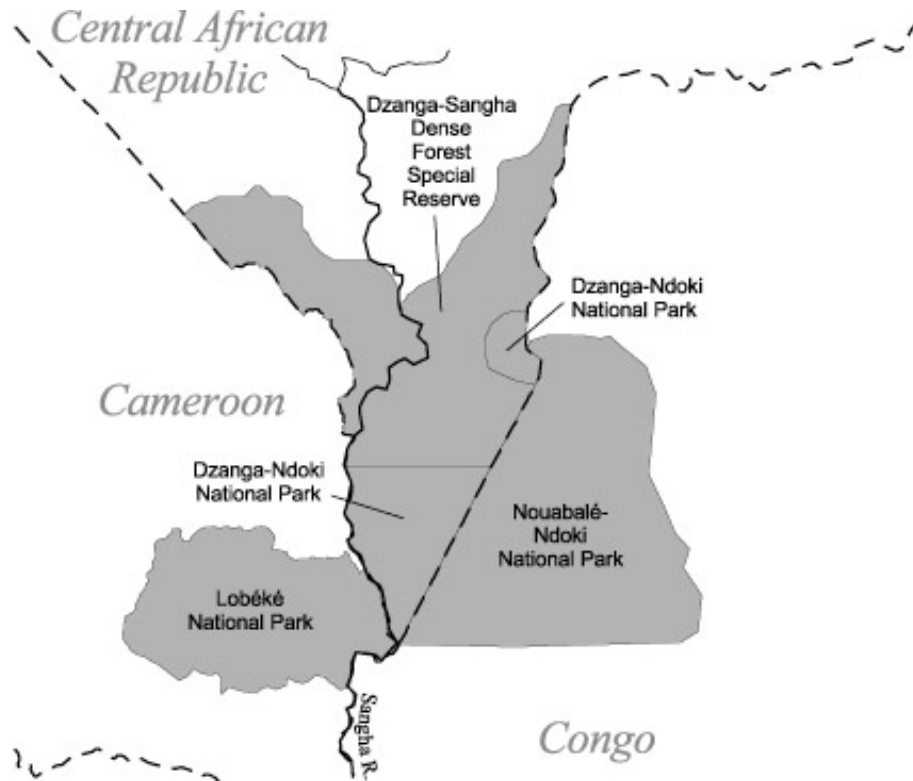 Central African
Republic
Dzanga-Sangha
Dense
Forest
Special
Reserve
Dzanga-Ndoki
National Park
Cameroon
Dzanga-Ndoki
National Park
Nouabalé-
Ndoki
National Park
Lobéké
National Park
Sangha R.
Congo